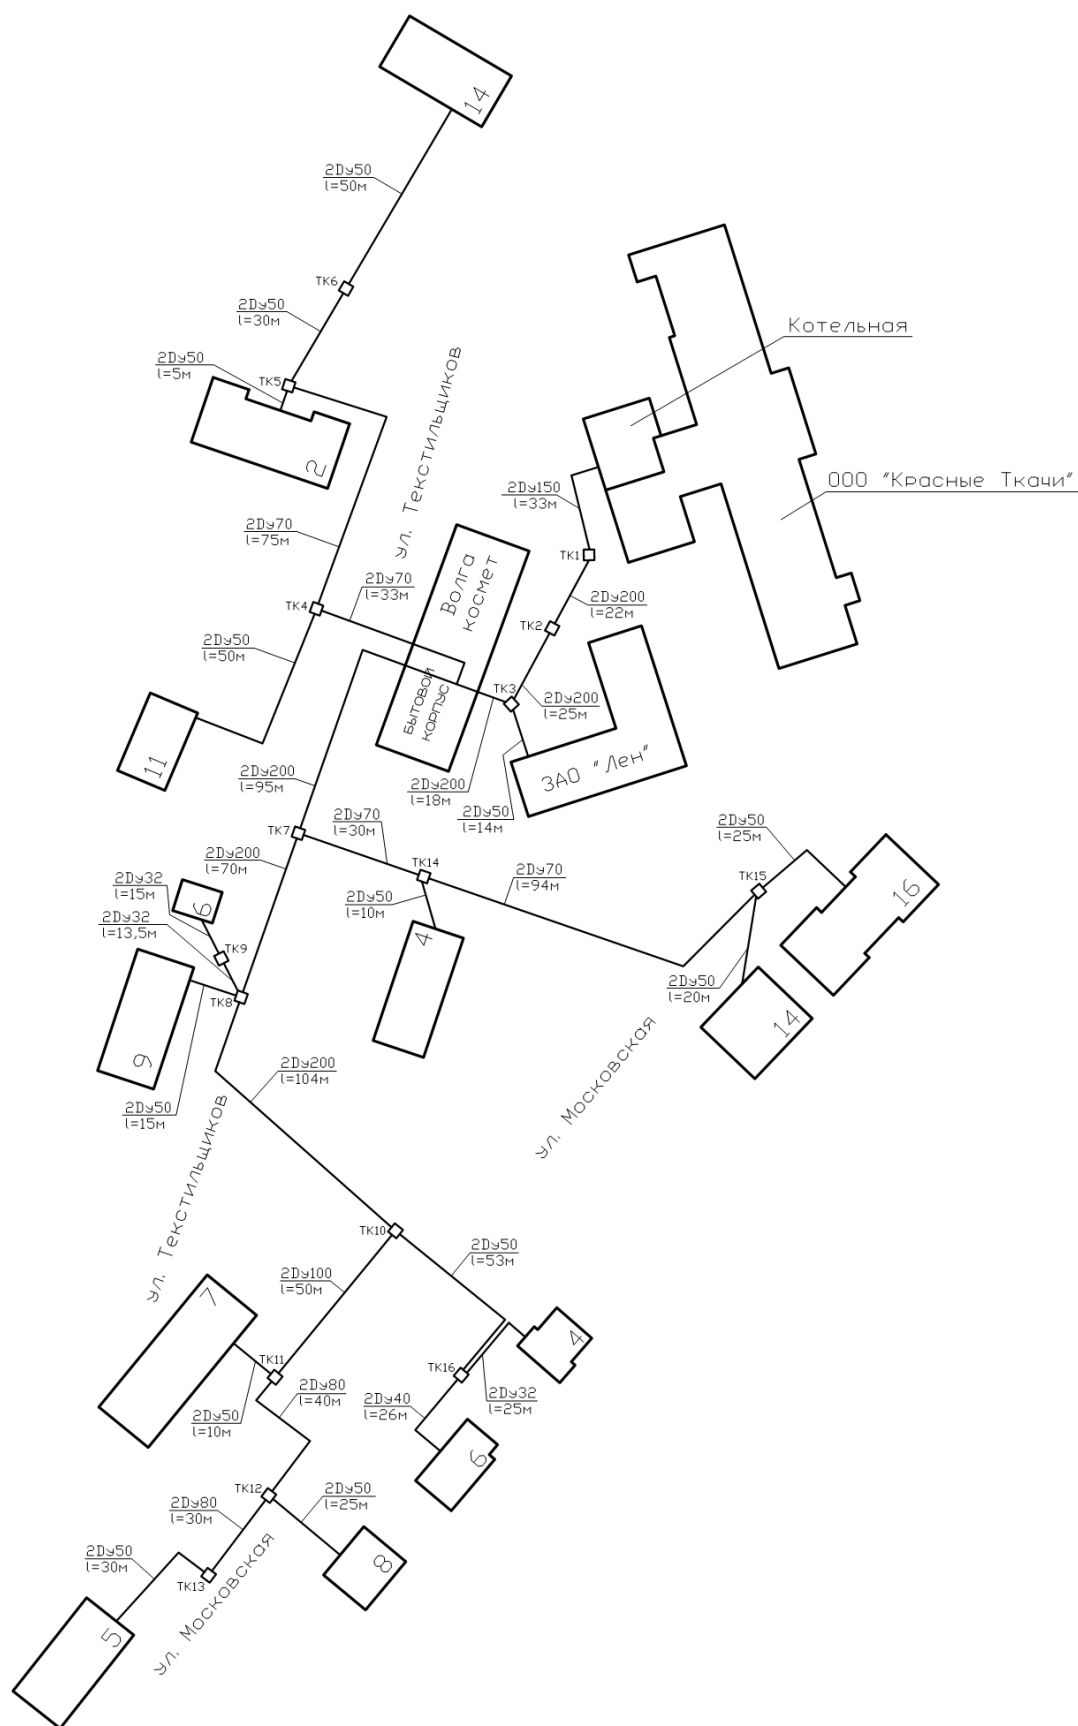 14
2Dу50
l=50м
ТК6
2Dу50
l=30м
Котельная
2Dу50
l=5м
ТК5
ул. Текстильщиков
2
ООО "Красные Ткачи"
2Dу150
l=33м
2Dу70
l=75м
ТК1
Волга
космет
2Dу70
l=33м
2Dу200
l=22м
ТК4
ТК2
2Dу50
l=50м
БЫТОВОЙ
КОРПУС
ТК3
2Dу200
l=25м
11
ЗАО "Лен"
2Dу200
l=95м
2Dу200
l=18м
2Dу50
l=14м
ТК7
2Dу70
l=30м
2Dу50
l=25м
2Dу200
l=70м
ТК14
2Dу70
l=94м
ТК15
16
2Dу32
l=15м
6
2Dу50
l=10м
2Dу32
l=13,5м
4
ТК9
ТК8
2Dу50
l=20м
14
9
2Dу50
l=15м
2Dу200
l=104м
ул. Московская
ул. Текстильщиков
ТК10
2Dу50
l=53м
2Dу100
l=50м
7
4
ТК11
ТК16
2Dу80
l=40м
2Dу32
l=25м
2Dу50
l=10м
2Dу40
l=26м
6
ТК12
2Dу50
l=25м
2Dу80
l=30м
8
2Dу50
l=30м
ТК13
ул. Московская
5